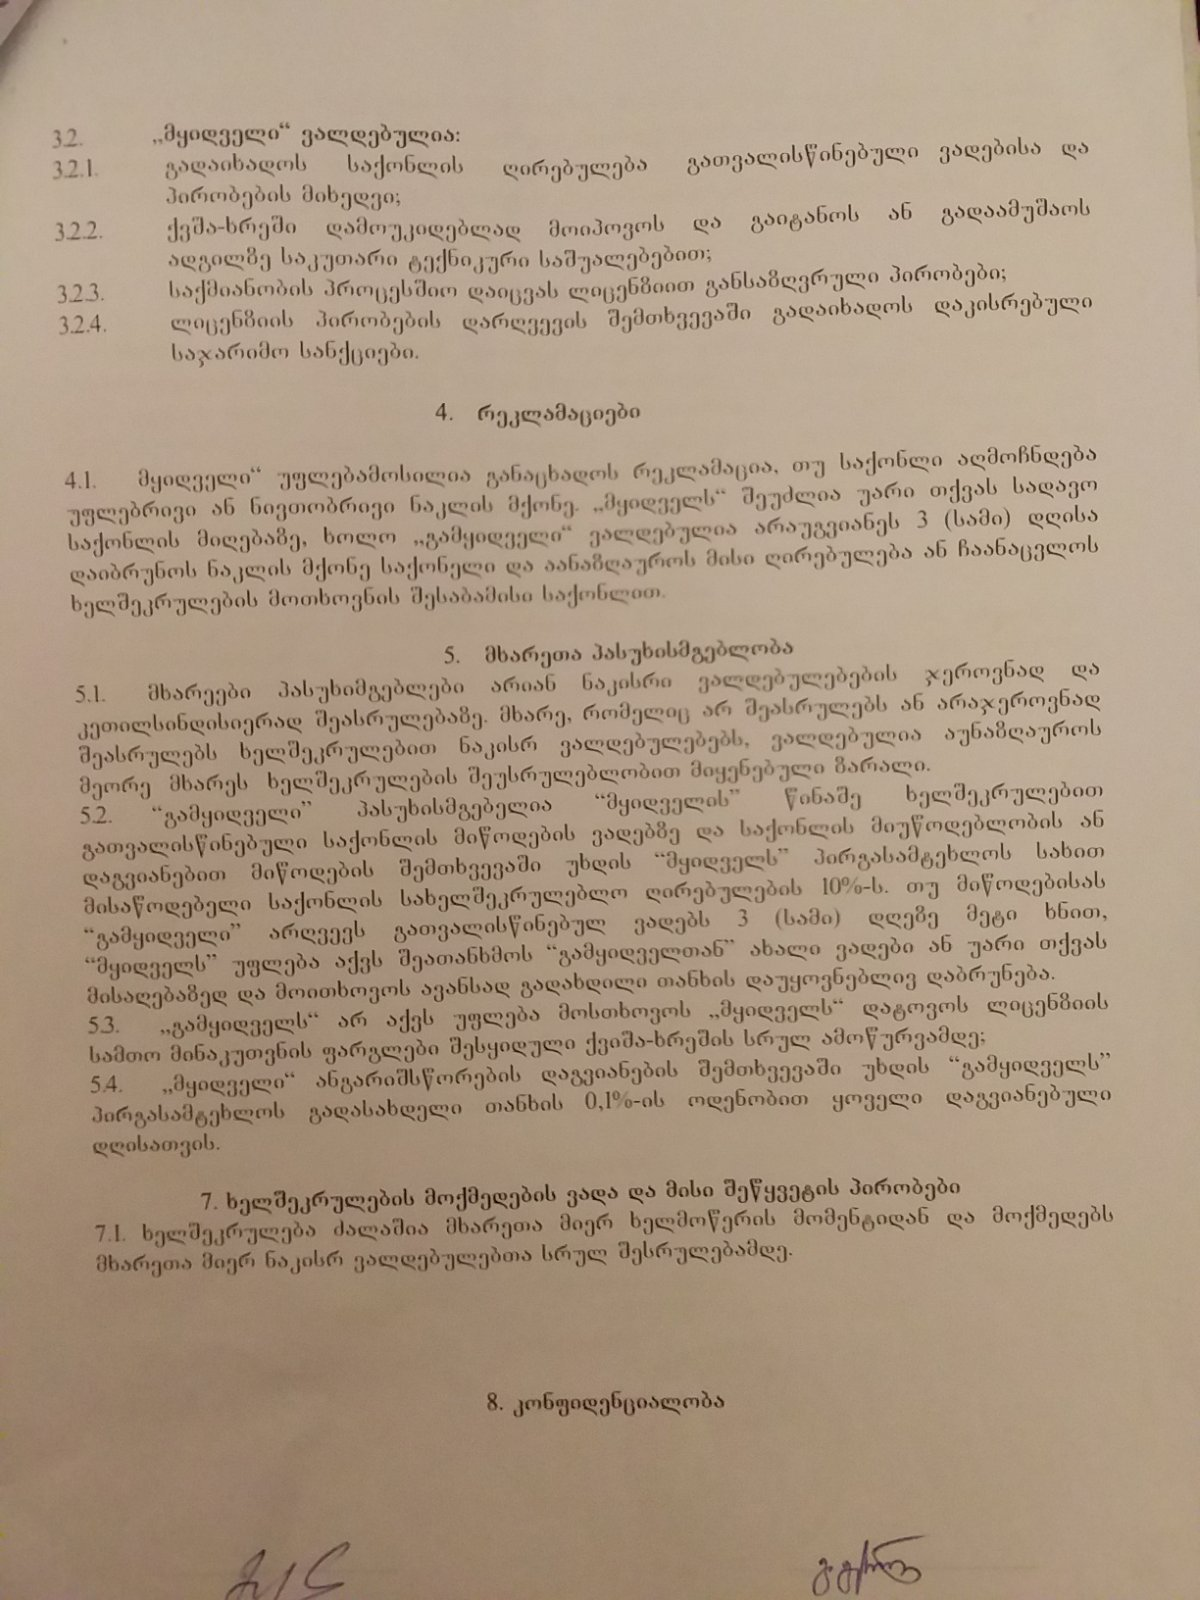 3.2. „მყიდველი“ ვალდებულია:
3.2.1. გადაიხადოს საქონლის ღირებულება გათვალისწინებული ვადებისა და
პირობების მიხედვი;
3.2.2. ქვშა-ხრეში დამოუკიდებლად მოიპოვოს და გაიტანოს ან გადაამუშაოს
ადგილზე საკუთარი ტექნიკური საშუალებებით;
3.2.3. საქმიანობის პროცესშიო დაიცვას ლიცენზიით განსაზღვრული პირობები;
3.2.4. ლიცენზიის პირობების დარღვევის შემთხვევაში გადაიხადოს დაკისრებული
საჯარიმო სანქციები.
4. რეკლამაციები
4.1. მყიდველი“ უფლებამოსილია განაცხადოს რეკლამაცია, თუ საქონლი აღმოჩნდება
უფლებრივი ან ნივთობრივი ნაკლის მქონე. „მყიდველს“ შეუძლია უარი თქვას სადავო
საქონლის მიღებაზე, ხოლო „გამყიდველი“ ვალდებულია არაუგვიანეს 3 (სამი) დღისა
დაიბრუნოს ნაკლის მქონე საქონელი და აანაზღაუროს მისი ღირებულება ან ჩაანაცვლოს
ხელშეკრულების მოთხოვნის შესაბამისი საქონლით.
5. მხარეთა პასუხისმგებლობა
5.1. მხარეები პასუხიმგებლები არიან ნაკისრი ვალდებულებების ჯეროვნად და
კეთილსინდისიერად შეასრულებაზე. მხარე, რომელიც არ შეასრულებს ან არაჯეროვნად
შეასრულებს ხელშეკრულებით ნაკისრ ვალდებულებებს, ვალდებულია აუნაზღაუროს
მეორე მხარეს ხელშეკრულების შეუსრულებლობით მიყენებული ზარალი.
5.2. “გამყიდველი” პასუხისმგებელია “მყიდველის” წინაშე ხელშეკრულებით
გათვალისწინებული საქონლის მიწოდების ვადებზე და საქონლის მიუწოდებლობის ან
დაგვიანებით მიწოდების შემთხვევაში უხდის “მყიდველს” პირგასამტეხლოს სახით
მისაწოდებელი საქონლის სახელშეკრულებლო ღირებულების 10%-ს. თუ მიწოდებისას
“გამყიდველი” არღვევს გათვალისწინებულ ვადებს 3 (სამი) დღეზე მეტი ხნით,
“მყიდველს” უფლება აქვს შეათანხმოს “გამყიდველთან” ახალი ვადები ან უარი თქვას
მისაღებაზედ და მოითხოვოს ავანსად გადახდილი თანხის დაუყოვნებლივ დაბრუნება.
5.3. „გამყიდველს“ არ აქვს უფლება მოსთხოვოს „მყიდველს“ დატოვოს ლიცენზიის
სამთო მინაკუთვნის ფარგლები შესყიდული ქვიშა-ხრეშის სრულ ამოწურვამდე;
5.4. „მყიდველი“ ანგარიშსწორების დაგვიანების შემთხვევაში უხდის “გამყიდველს”
პირგასამტეხლოს გადასახდელი თანხის 0,1%-ის ოდენობით ყოველი დაგვიანებული
დღისათვის.
7. ხელშეკრულების მოქმედების ვადა და მისი შეწყვეტის პირობები
7.1. ხელშეკრულება ძალაშია მხარეთა მიერ ხელმოწერის მომენტიდან და მოქმედებს
მხარეთა მიერ ნაკისრ ვალდებულებთა სრულ შესრულებამდე.
8. კონფიდენციალობა